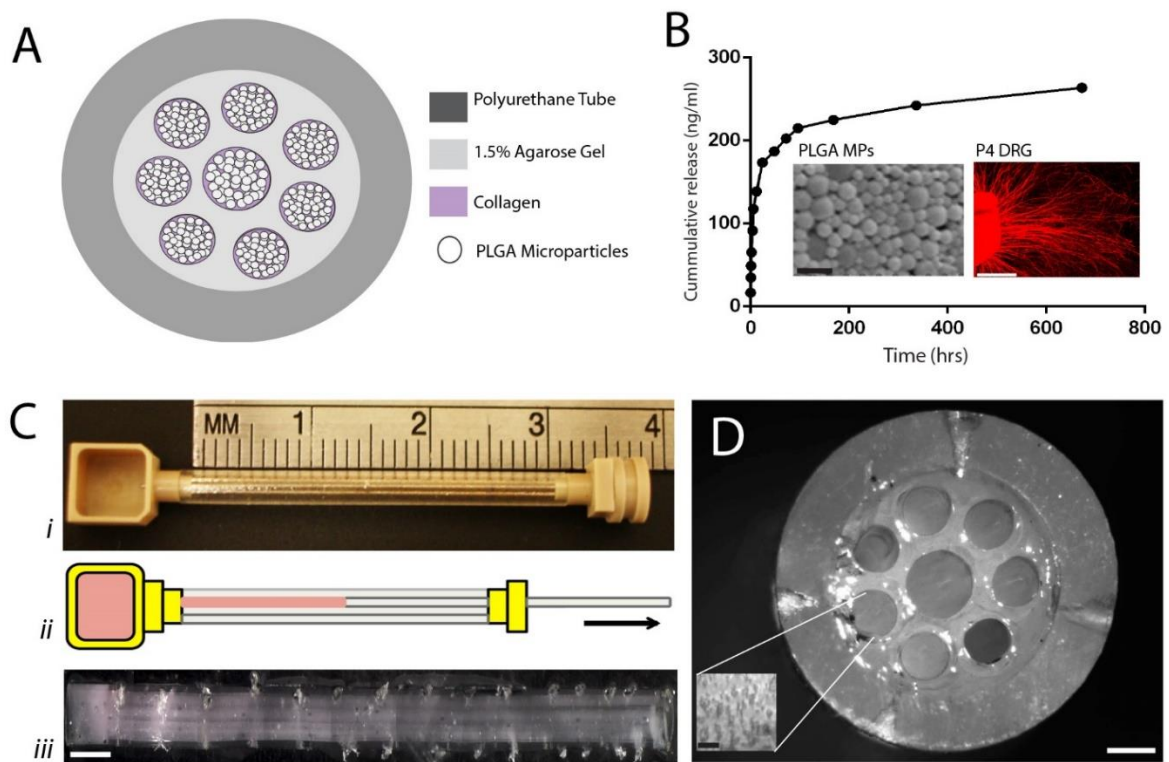 A
Polyurethane Tube
1.5% Agarose Gel
Collagen
PLGA Microparticles
B
Cummulative release (ng/ml)
300
200
100
0
0
200
400
600
800
Time (hrs)
PLGA MPs
P4 DRG
C
MM 1 2 3 4
i
ii
iii
D